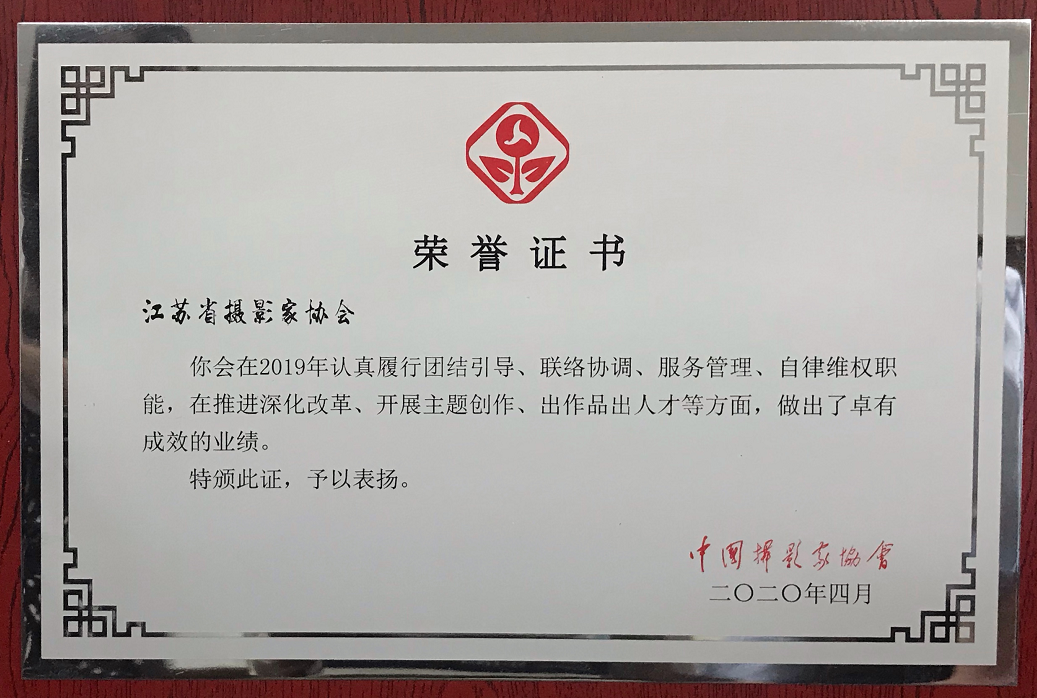 荣誉证书
江苏省摄影家协会
你会在2019年认真履行团结引导、联络协调、服务管理、自律维权职
能，在推进深化改革、开展主题创作、出作品出人才等方面，做出了卓有
成效的业绩。
特颁此证，予以表扬。
中国摄影家協會
二〇二〇年四月